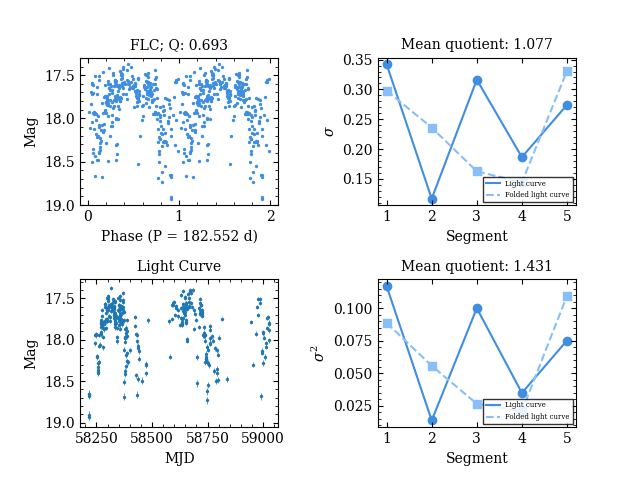 FLC; Q: 0.693
Mag
17.5
18.0
18.5
19.0
0
1
2
Phase (P = 182.552 d)
Mean quotient: 1.077
σ
0.35
0.30
0.25
0.20
0.15
Light curve
Folded light curve
1
2
3
4
5
Segment
Light Curve
Mag
17.5
18.0
18.5
19.0
58250
58500
58750
59000
MJD
Mean quotient: 1.431
σ²
0.100
0.075
0.050
0.025
Light curve
Folded light curve
1
2
3
4
5
Segment